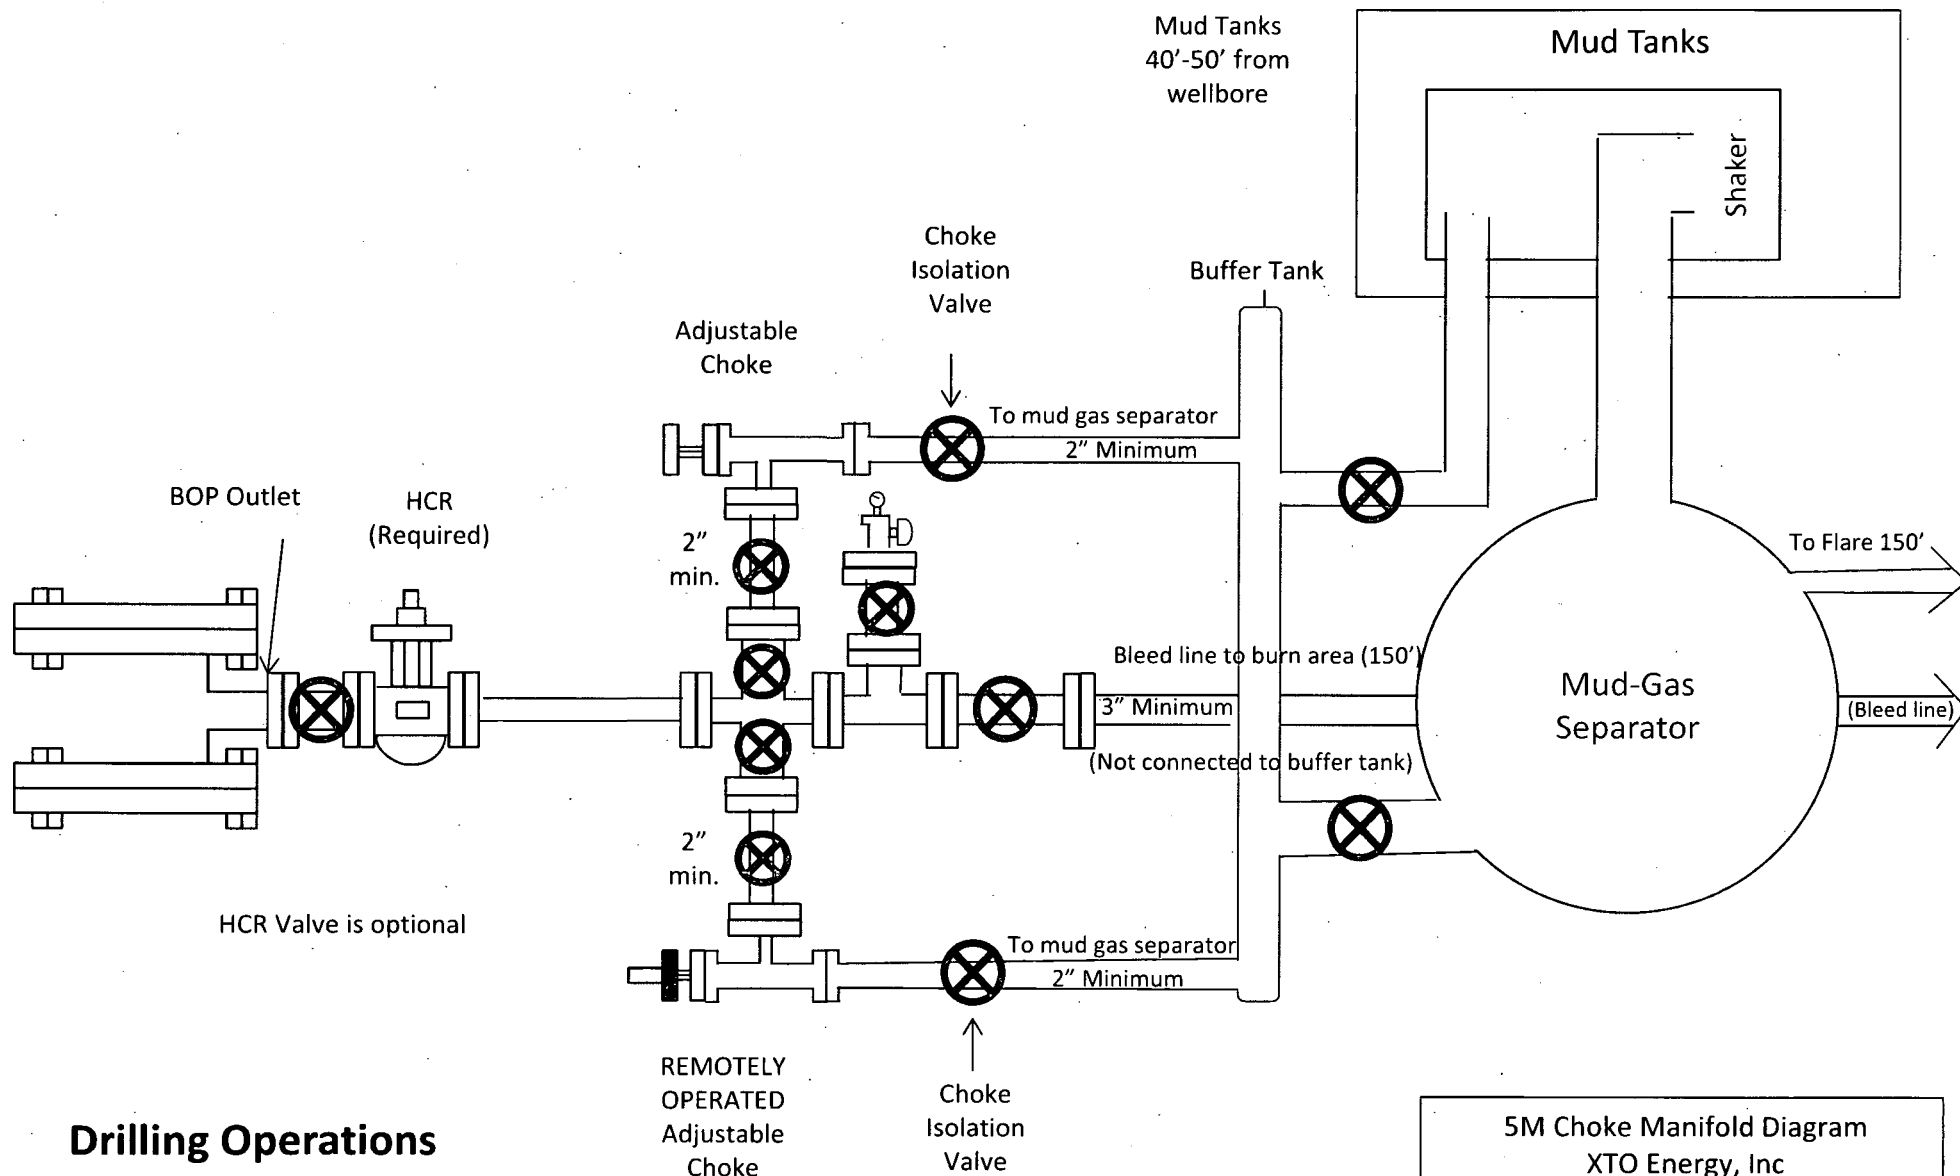 Mud Tanks
40'-50' from
wellbore
Mud Tanks
Shaker
Choke
Isolation
Valve
Buffer Tank
Adjustable
Choke
To mud gas separator
2" Minimum
BOP Outlet
HCR
(Required)
2"
min.
To Flare 150'
Bleed line to burn area (150')
3" Minimum
(Not connected to buffer tank)
Mud-Gas
Separator
(Bleed line)
2"
min.
HCR Valve is optional
To mud gas separator
2" Minimum
REMOTELY
OPERATED
Adjustable
Choke
Choke
Isolation
Valve
Drilling Operations
5M Choke Manifold Diagram
XTO Energy, Inc